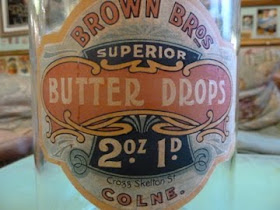 BROWN BROS
SUPERIOR
BUTTER DROPS
2OZ 1D
Cross Skelton St
COLNE.